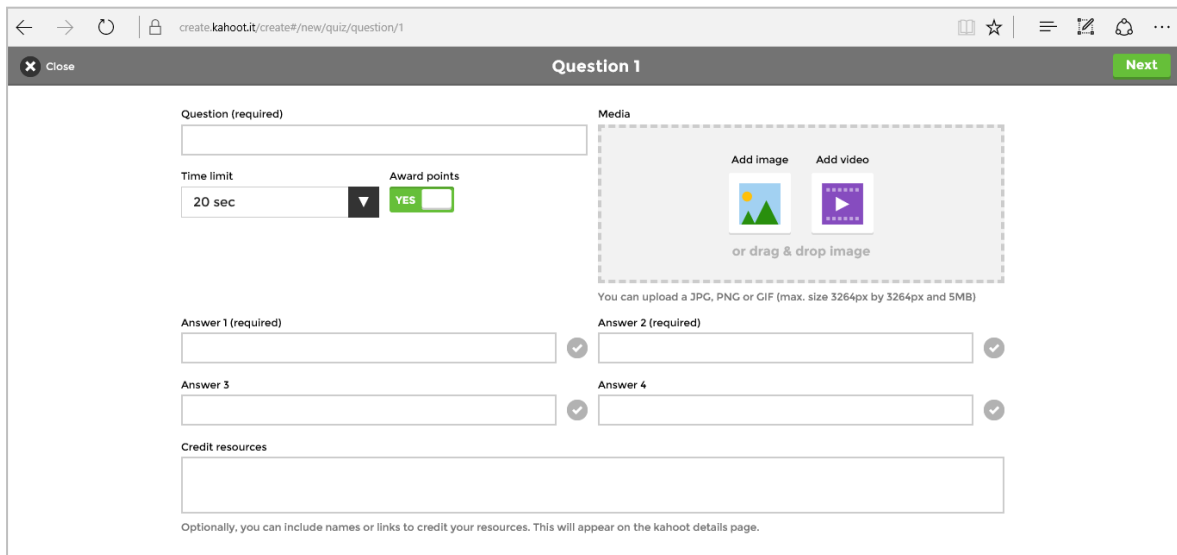 create.kahoot.it/create#/new/quiz/question/1
Close
Question 1
Next
Question (required)
Media
Time limit
Award points
20 sec
YES
Add image
Add video
or drag & drop image
You can upload a JPG, PNG or GIF (max. size 3264px by 3264px and 5MB)
Answer 1 (required)
Answer 2 (required)
Answer 3
Answer 4
Credit resources
Optionally, you can include names or links to credit your resources. This will appear on the kahoot details page.